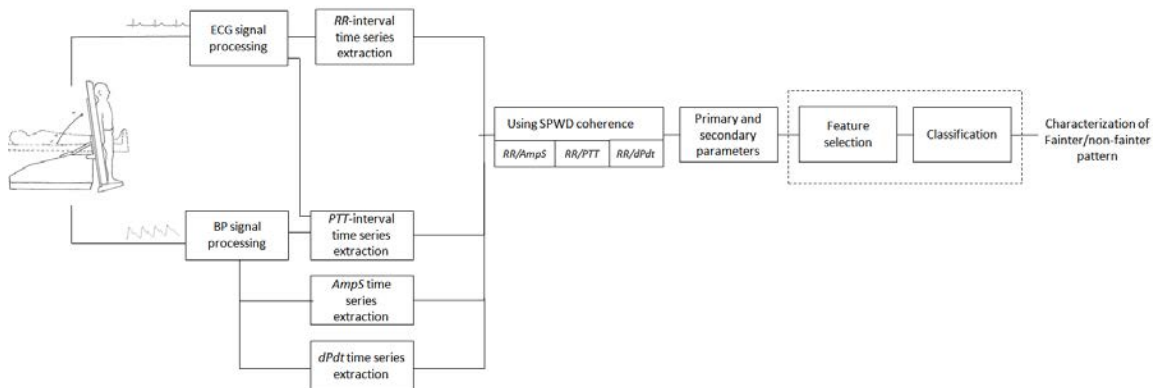 ECG signal
processing
RR-interval
time series
extraction
BP signal
processing
PTT-interval
time series
extraction
AmpS time
series
extraction
dPdt time series
extraction
Using SPWD coherence
RR/AmpS RR/PTT RR/dPdt
Primary and
secondary
parameters
Feature
selection
Classification
Characterization of
Fainter/non-fainter
pattern